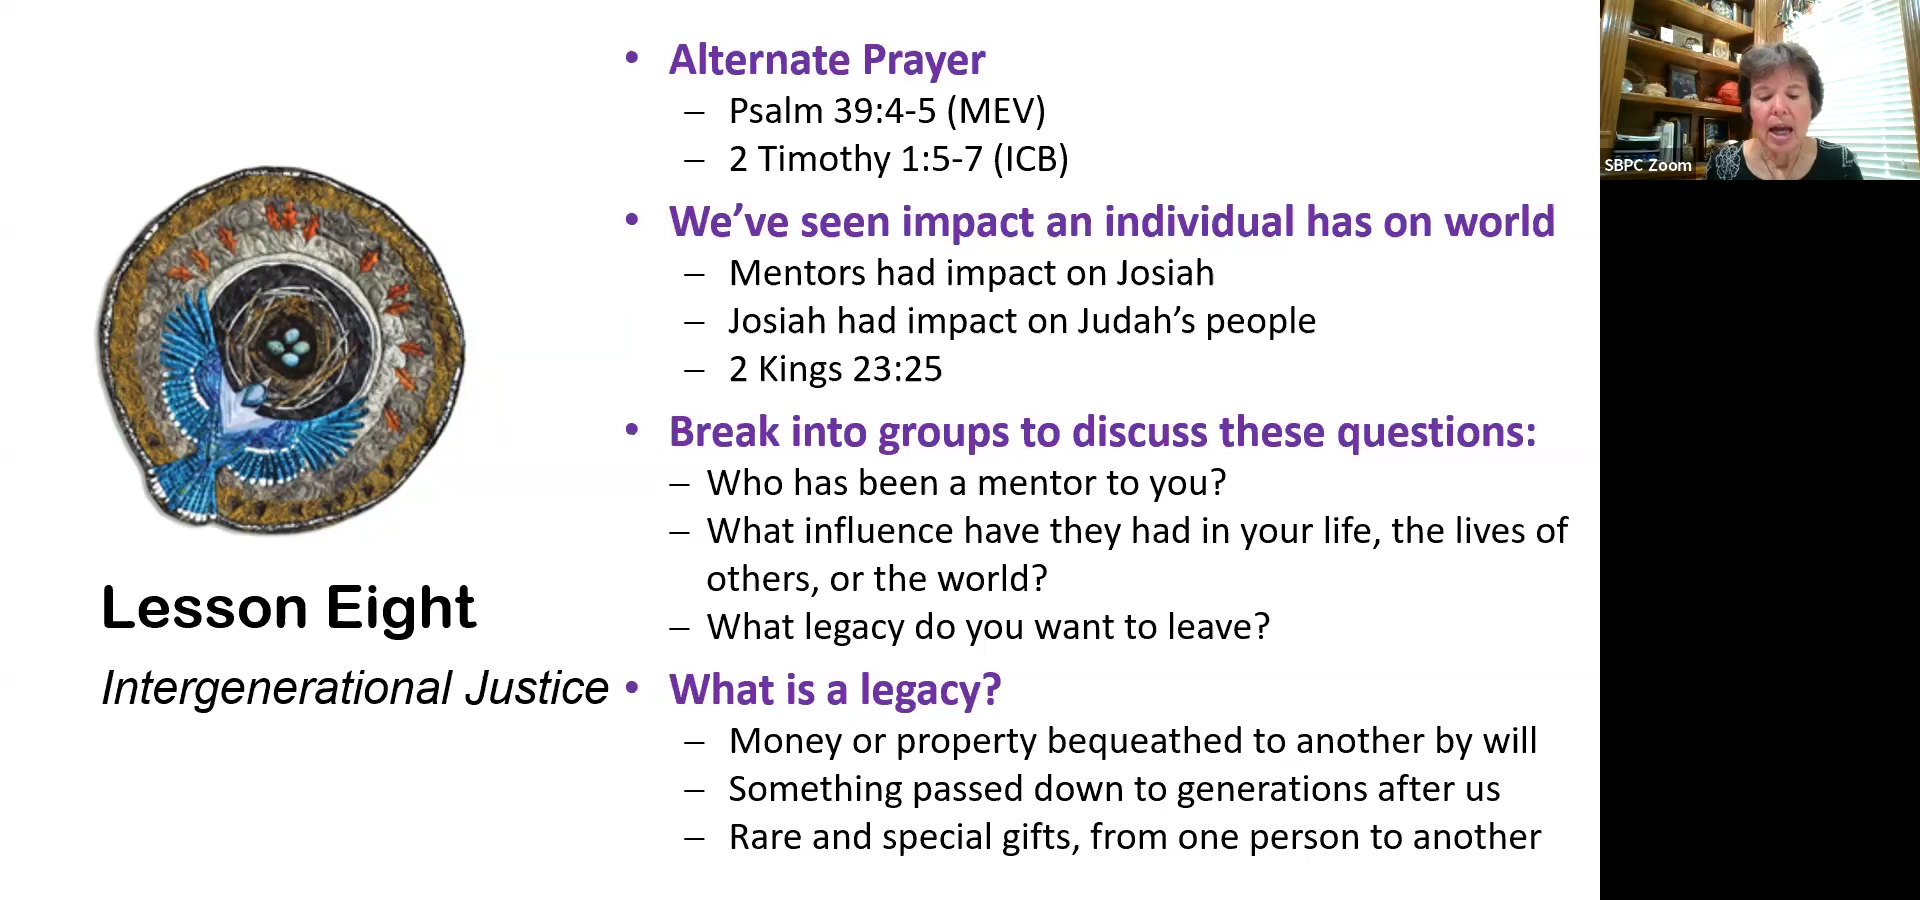 • Alternate Prayer
– Psalm 39:4-5 (MEV)
– 2 Timothy 1:5-7 (ICB)
• We’ve seen impact an individual has on world
– Mentors had impact on Josiah
– Josiah had impact on Judah’s people
– 2 Kings 23:25
• Break into groups to discuss these questions:
– Who has been a mentor to you?
– What influence have they had in your life, the lives of
others, or the world?
– What legacy do you want to leave?
• What is a legacy?
– Money or property bequeathed to another by will
– Something passed down to generations after us
– Rare and special gifts, from one person to another
Lesson Eight
Intergenerational Justice
SBPC Zoom